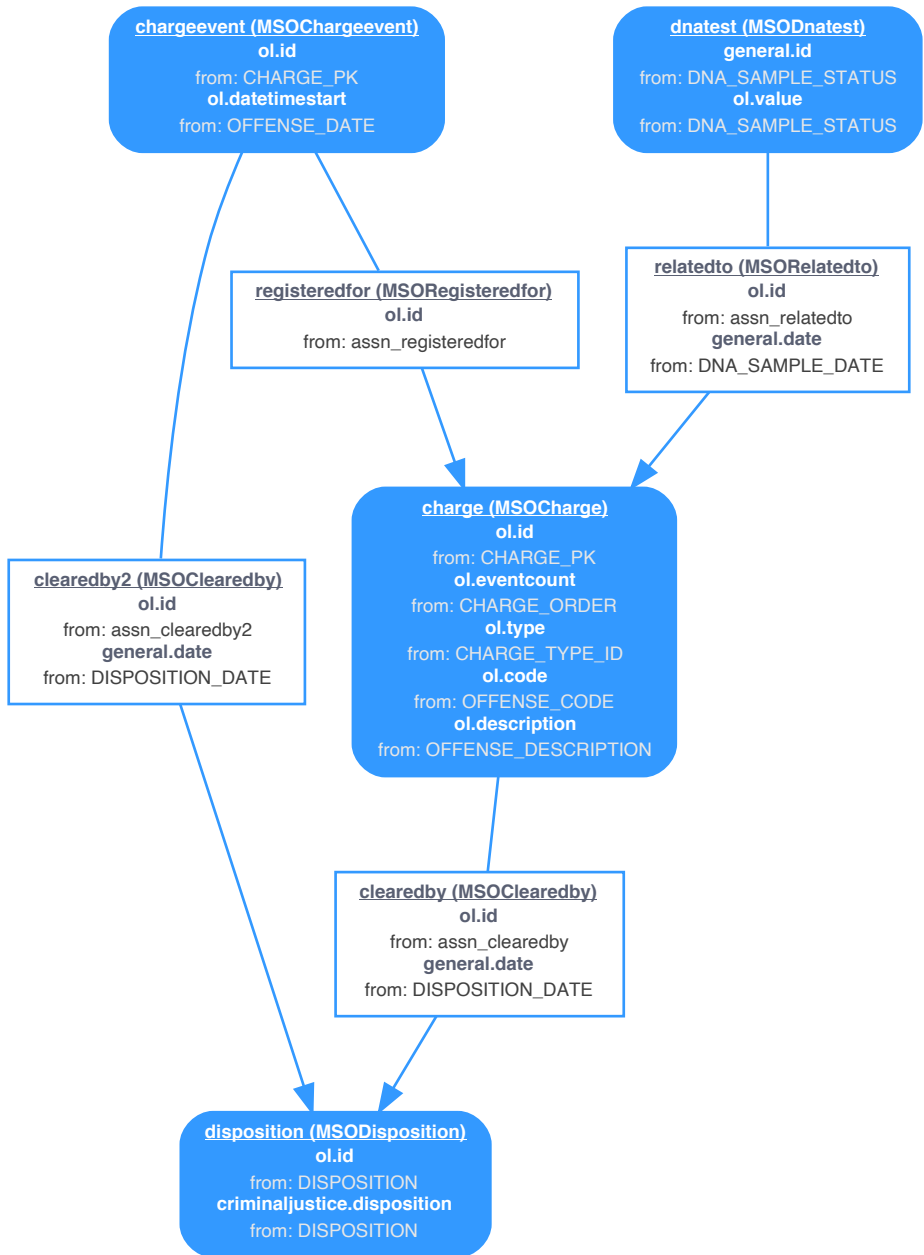 chargeevent (MSOChargeevent)
ol.id
from: CHARGE_PK
ol.datetimestart
from: OFFENSE_DATE
dnatest (MSODnatest)
general.id
from: DNA_SAMPLE_STATUS
ol.value
from: DNA_SAMPLE_STATUS
registeredfor (MSORegisteredfor)
ol.id
from: assn_registeredfor
relatedto (MSORelatedto)
ol.id
from: assn_relatedto
general.date
from: DNA_SAMPLE_DATE
charge (MSOCharge)
ol.id
from: CHARGE_PK
ol.eventcount
from: CHARGE_ORDER
ol.type
from: CHARGE_TYPE_ID
ol.code
from: OFFENSE_CODE
ol.description
from: OFFENSE_DESCRIPTION
clearedby2 (MSOClearedby)
ol.id
from: assn_clearedby2
general.date
from: DISPOSITION_DATE
clearedby (MSOClearedby)
ol.id
from: assn_clearedby
general.date
from: DISPOSITION_DATE
disposition (MSODisposition)
ol.id
from: DISPOSITION
criminaljustice.disposition
from: DISPOSITION